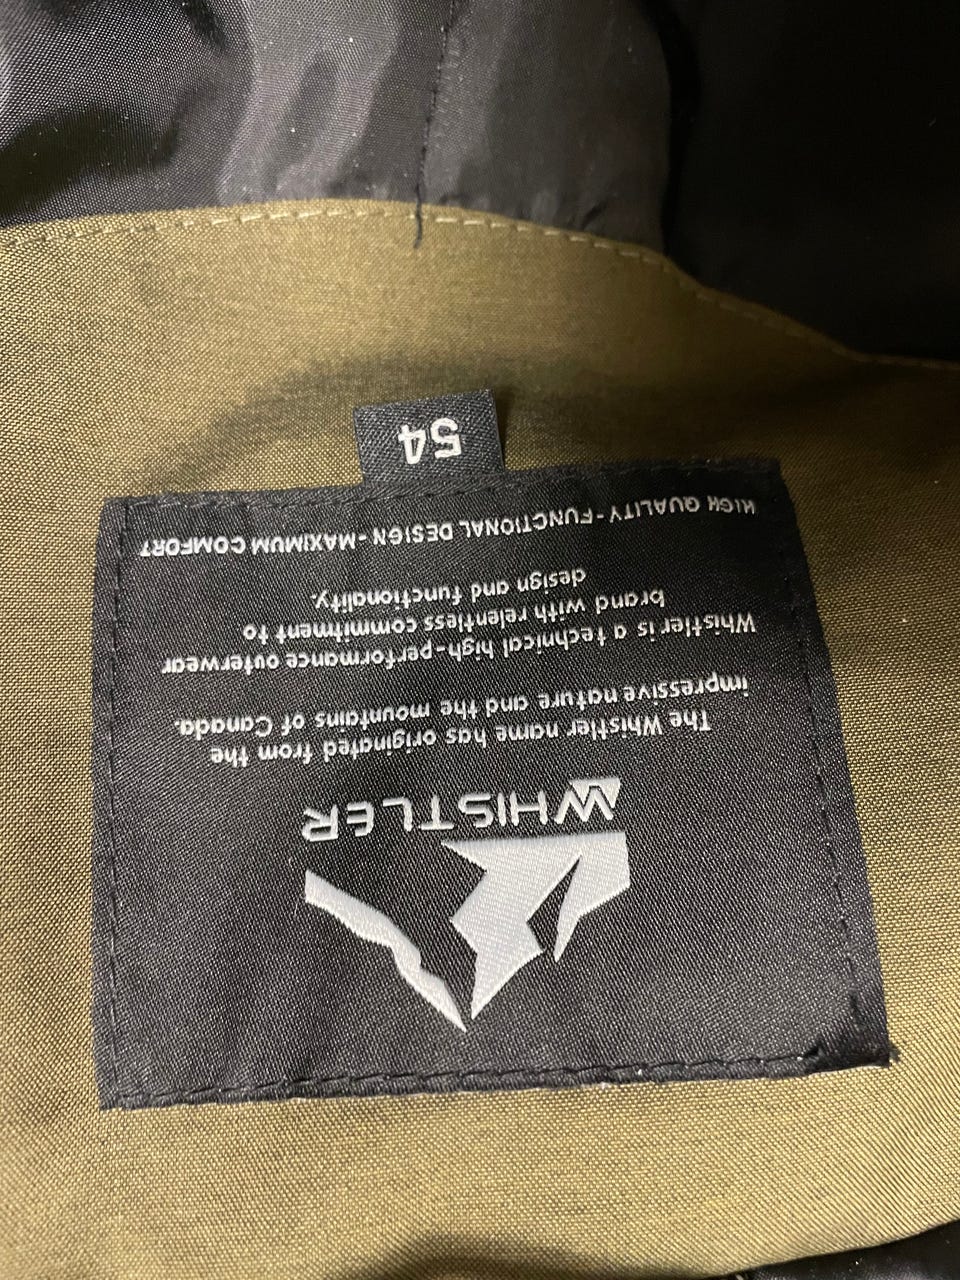 WHISTLER
The Whistler name has originated from the
impressive nature and the mountains of Canada.
Whistler is a technical high-performance outerwear
brand with relentless commitment to
design and functionality.
HIGH QUALITY - FUNCTIONAL DESIGN - MAXIMUM COMFORT
54